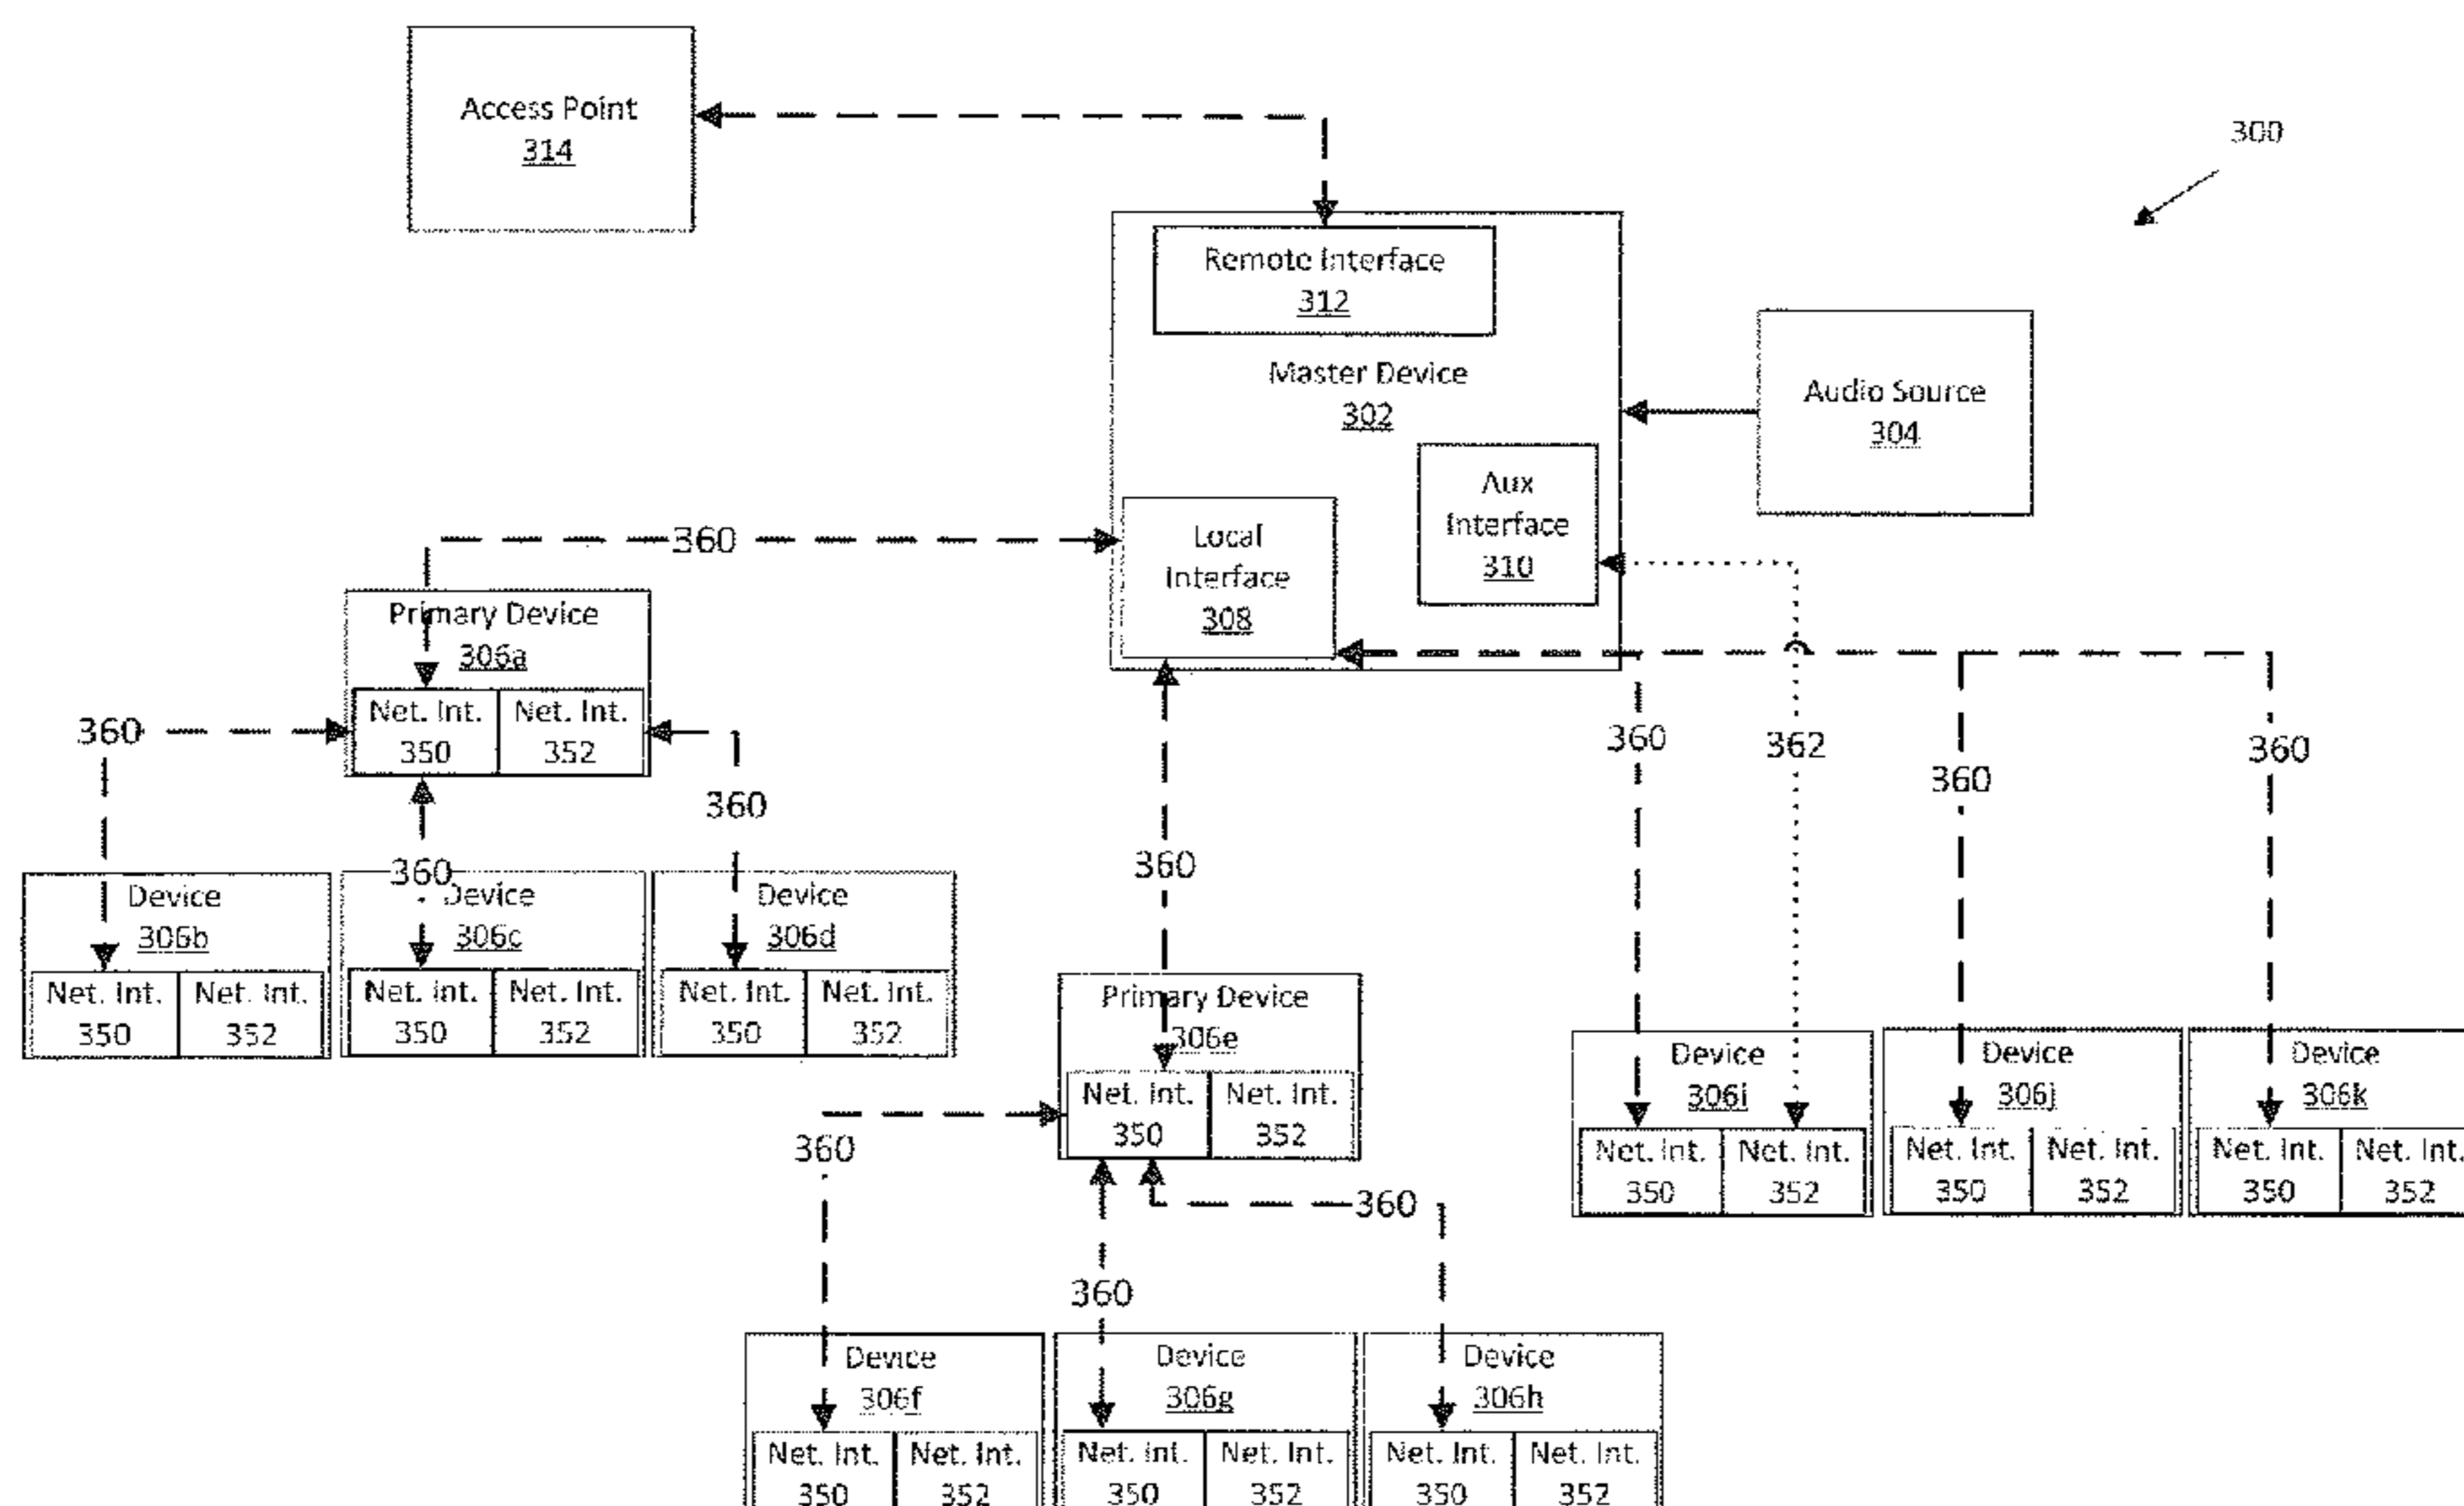 Access Point
314
300
Remote Interface
312
Master Device
302
Audio Source
304
Aux
Interface
310
Local
Interface
308
360
Primary Device
306a
Net. Int.
350
Net. Int.
352
360
360
360
Device
306b
Net. Int.
350
Net. Int.
352
Device
306c
Net. Int.
350
Net. Int.
352
Device
306d
Net. Int.
350
Net. Int.
352
360
Primary Device
306e
Net. Int.
350
Net. Int.
352
360
362
360
360
Device
306i
Net. Int.
350
Net. Int.
352
Device
306j
Net. Int.
350
Net. Int.
352
Device
306k
Net. Int.
350
Net. Int.
352
360
360
360
Device
306f
Net. Int.
350
Net. Int.
352
Device
306g
Net. Int.
350
Net. Int.
352
Device
306h
Net. Int.
350
Net. Int.
352